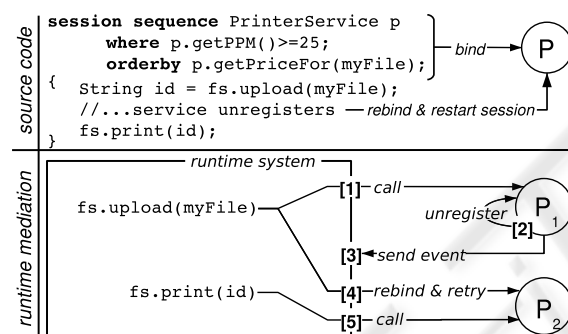 source code
session sequence PrinterService p
where p.getPPM()>=25;
orderby p.getPriceFor(myFile);
bind
P
{
String id = fs.upload(myFile);
//...service unregisters
rebind & restart session
fs.print(id);
}
runtime mediation
runtime system
fs.upload(myFile)
[1] call
unregister
P1
[2]
[3] send event
fs.print(id)
[4] rebind & retry
[5] call
P2